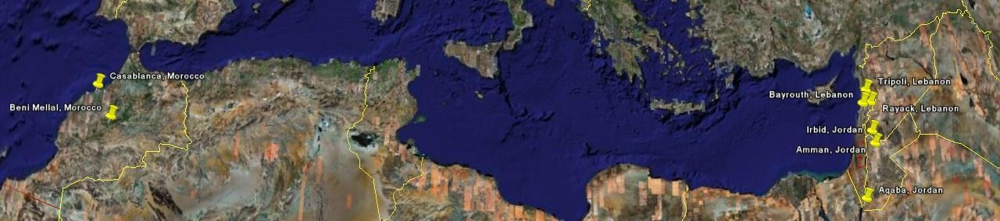 Casablanca, Morocco
Beni Mellal, Morocco
Tripoli, Lebanon
Bayrouth, Lebanon
Rayack, Lebanon
Irbid, Jordan
Amman, Jordan
Aqaba, Jordan